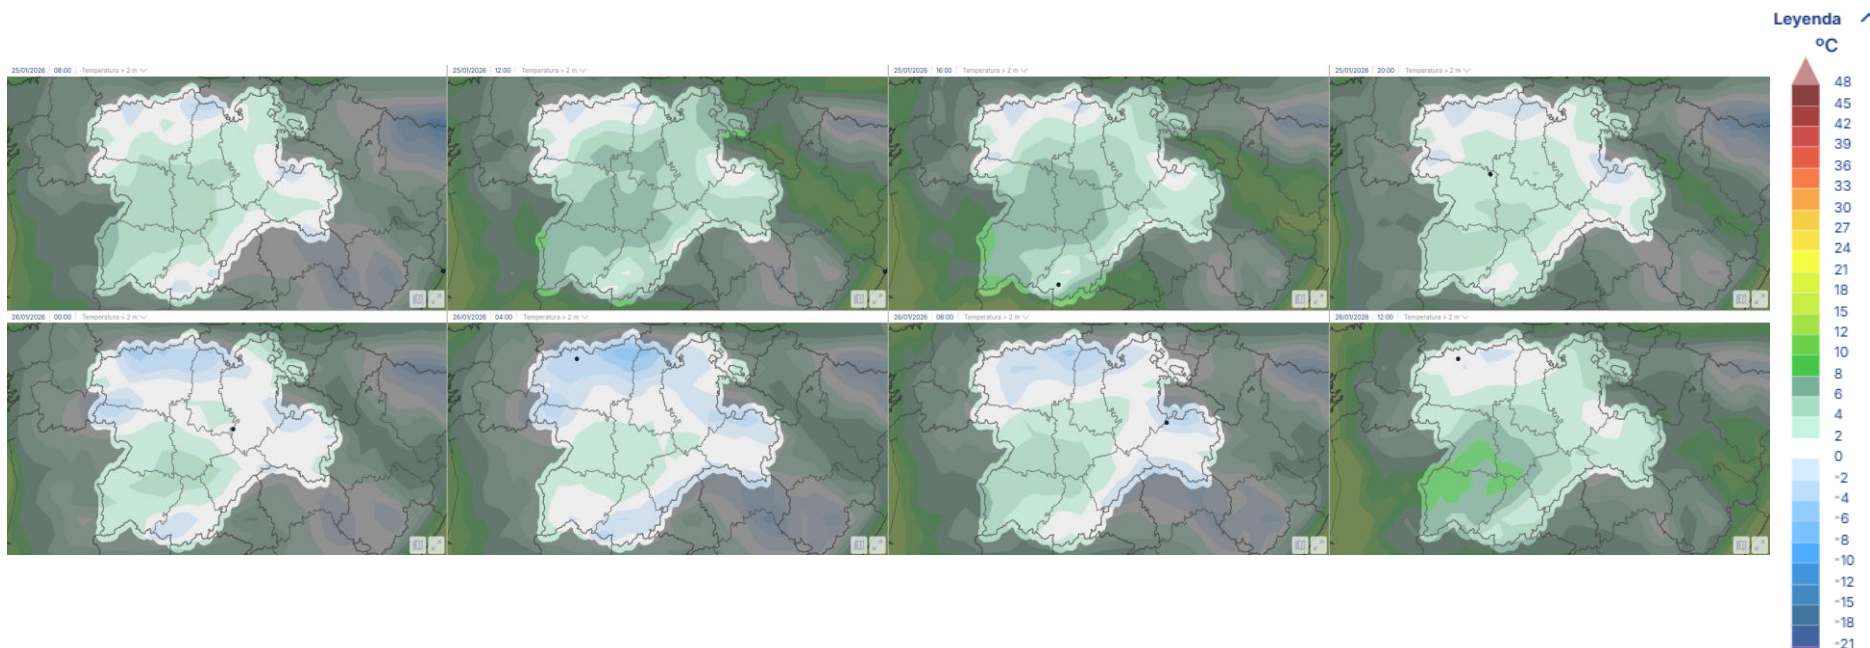 Leyenda
ºC
25/01/2026 08:00 Temperatura > 2 m
25/01/2026 12:00 Temperatura > 2 m
25/01/2026 16:00 Temperatura > 2 m
25/01/2026 20:00 Temperatura > 2 m
26/01/2026 00:00 Temperatura > 2 m
26/01/2026 04:00 Temperatura > 2 m
26/01/2026 08:00 Temperatura > 2 m
26/01/2026 12:00 Temperatura > 2 m
48
45
42
39
36
33
30
27
24
21
18
15
12
10
8
6
4
2
0
-2
-4
-6
-8
-10
-12
-15
-18
-21